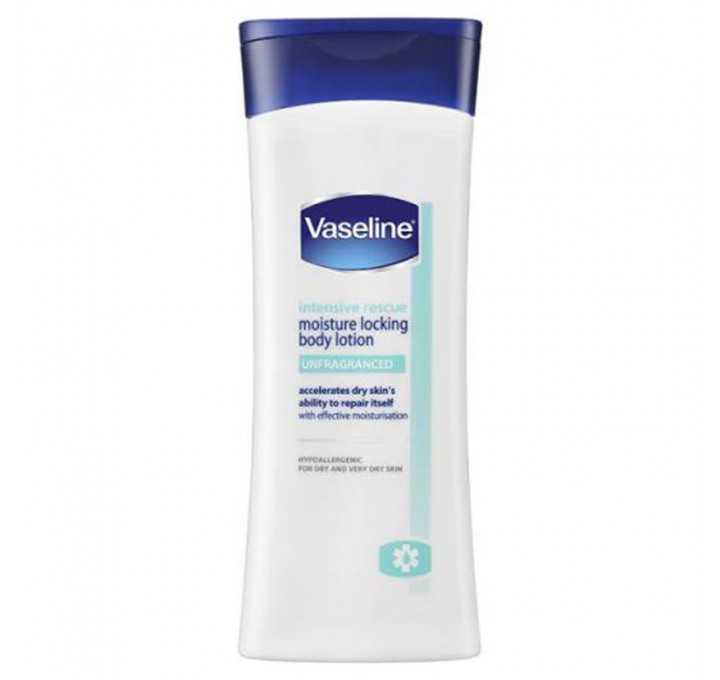 Vaseline®
intensive rescue
moisture locking
body lotion
UNFRAGRANCED
accelerates dry skin's
ability to repair itself
with effective moisturisation
HYPOALLERGENIC
FOR DRY AND VERY DRY SKIN